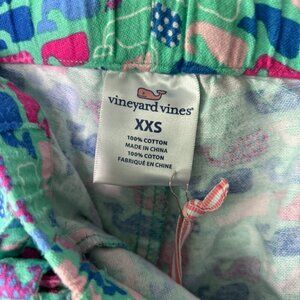 vineyard vines®
XXS
100% COTTON
MADE IN CHINA
100% COTON
FABRIQUÉ EN CHINE